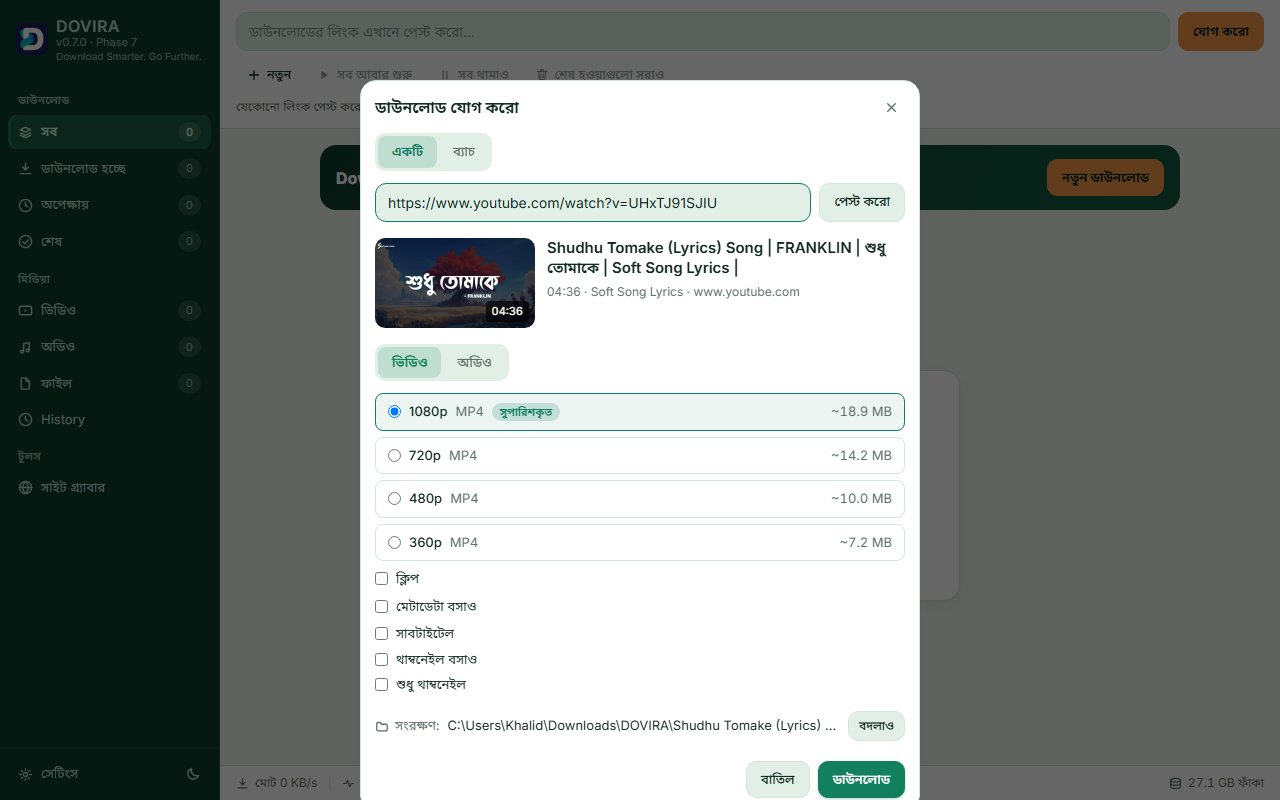 DOVIRA
v0.7.0 · Phase 7
Download Smarter. Go Further.
ডাউনলোড
সব 0
ডাউনলোড হচ্ছে 0
অপেক্ষায় 0
শেষ 0
মিডিয়া
ভিডিও 0
অডিও 0
ফাইল 0
History
টুলস
সাইট গ্র্যাবার
সেটিংস
ডাউনলোডের লিংক এখানে পেস্ট করো...
যোগ করো
নতুন
সব আবার শুরু
সব থামাও
শেষ হওয়াগুলো সরাও
যেকোনো লিংক পেস্ট
নতুন ডাউনলোড
ডাউনলোড যোগ করো
একটি ব্যাচ
https://www.youtube.com/watch?v=UHxTJ91SJIU
পেস্ট করো
শুধু তোমাকে
FRANKLIN
04:36
Shudhu Tomake (Lyrics) Song | FRANKLIN | শুধু
তোমাকে | Soft Song Lyrics |
04:36 · Soft Song Lyrics · www.youtube.com
ভিডিও অডিও
1080p MP4 সুপারিশকৃত ~18.9 MB
720p MP4 ~14.2 MB
480p MP4 ~10.0 MB
360p MP4 ~7.2 MB
ক্লিপ
মেটাডেটা বসাও
সাবটাইটেল
থাম্বনেইল বসাও
শুধু থাম্বনেইল
সংরক্ষণ: C:\Users\Khalid\Downloads\DOVIRA\Shudhu Tomake (Lyrics) ...
বদলাও
বাতিল
ডাউনলোড
মোট 0 KB/s
27.1 GB ফাঁকা